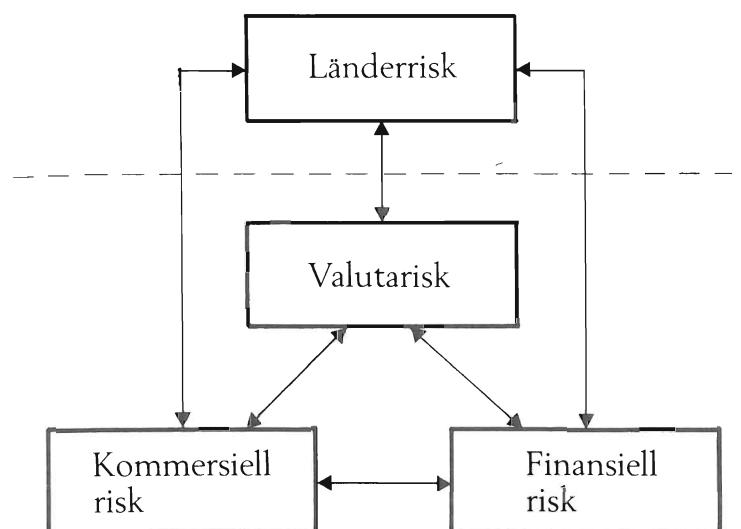 Länderrisk
Valutarisk
Kommersiell
risk
Finansiell
risk